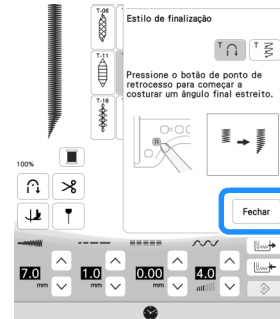 T-06
T-11
T-16
Estilo de finalização
T
T
Pressione o botão de ponto de
retrocesso para começar a
costurar um ângulo final estreito.
100%
Fechar
7.0 mm
1.0 mm
0.00 mm
4.0